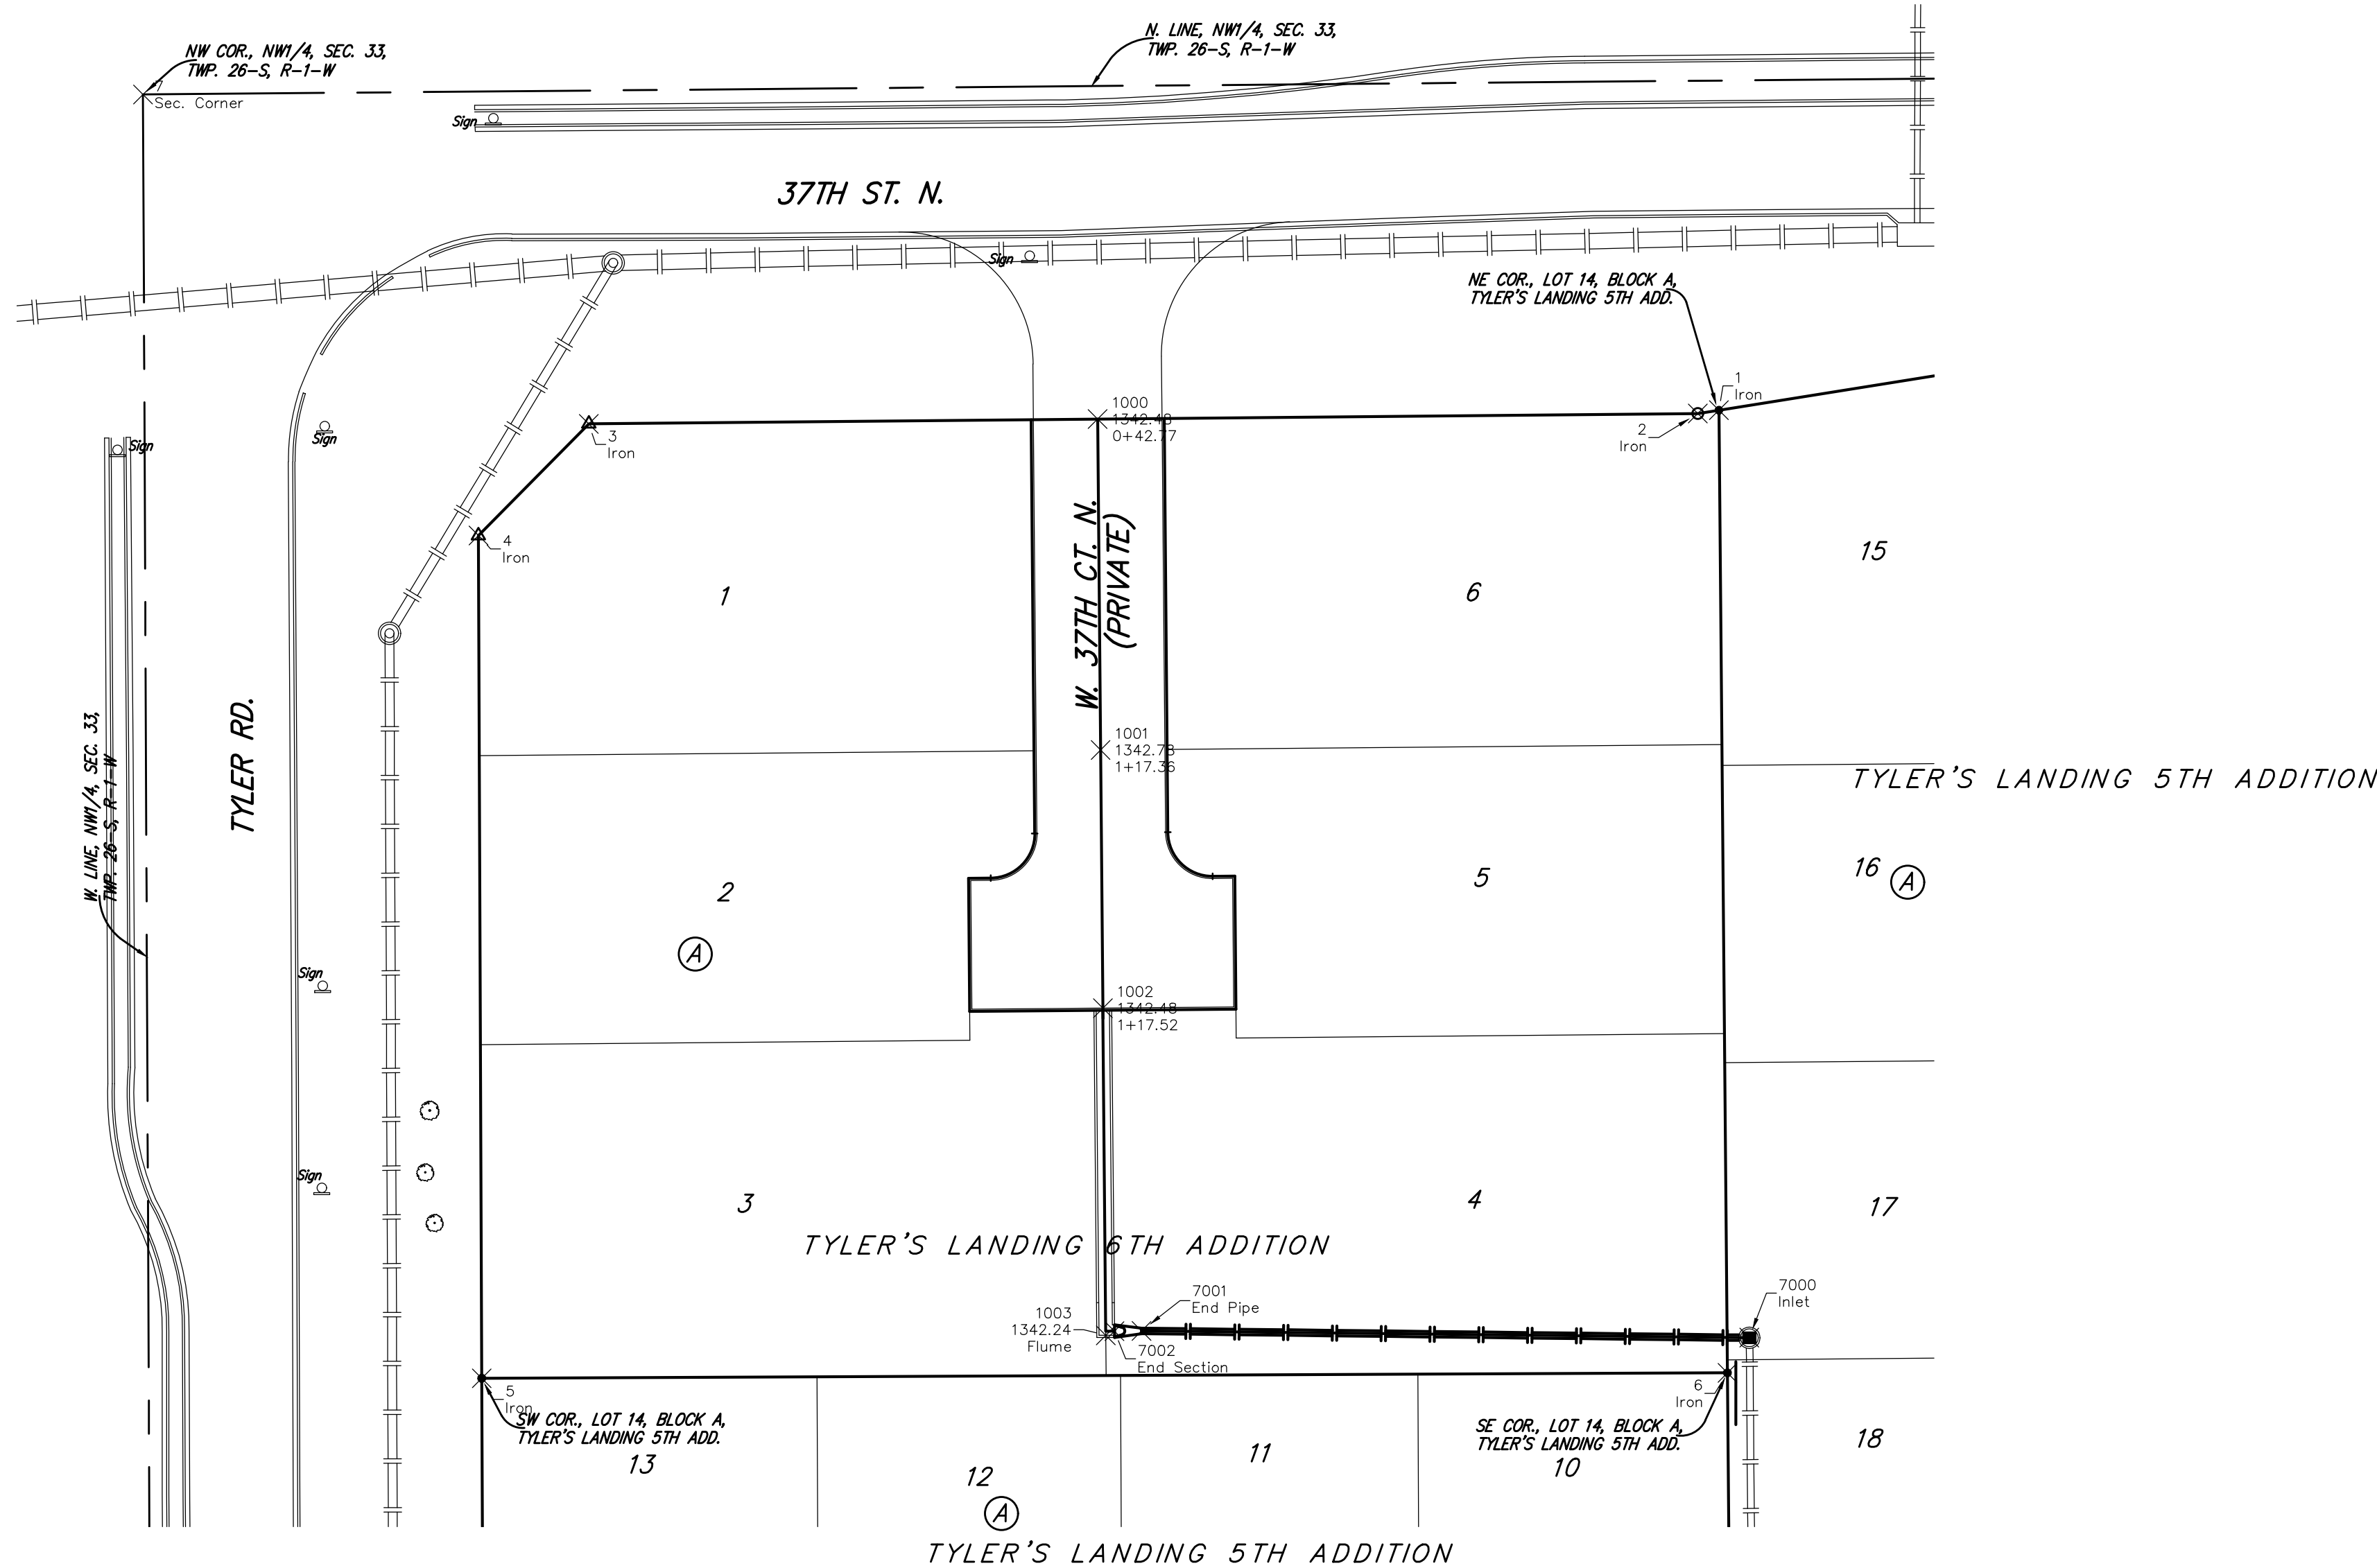 NW COR., NW1/4, SEC. 33,
TWP. 26-S, R-1-W
7
Sec. Corner
N. LINE, NW1/4, SEC. 33,
TWP. 26-S, R-1-W
Sign
37TH ST. N.
Sign
NE COR., LOT 14, BLOCK A,
TYLER'S LANDING 5TH ADD.
1
Iron
2
Iron
3
Iron
4
Iron
1000
1342.48
0+42.77
Sign
Sign
W. 37TH CT. N.
(PRIVATE)
1
6
15
TYLER RD.
W. LINE, NW1/4, SEC. 33,
TWP. 26-S, R-1-W
1001
1342.78
1+17.36
TYLER'S LANDING 5TH ADDITION
2
A
5
16
A
Sign
1002
1342.48
1+17.52
Sign
3
4
17
TYLER'S LANDING 6TH ADDITION
7001
End Pipe
7000
Inlet
1003
1342.24
Flume
7002
End Section
5
Iron
SW COR., LOT 14, BLOCK A,
TYLER'S LANDING 5TH ADD.
6
Iron
SE COR., LOT 14, BLOCK A,
TYLER'S LANDING 5TH ADD.
13
12
11
10
18
A
TYLER'S LANDING 5TH ADDITION